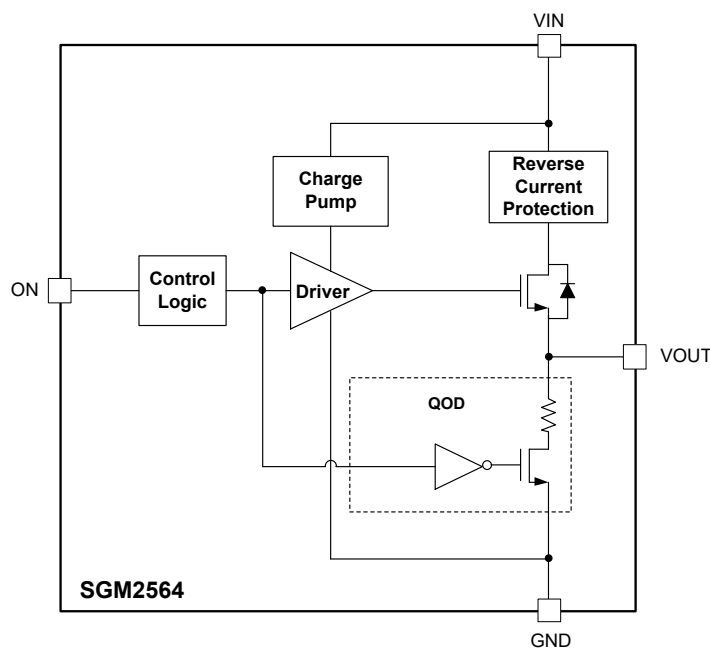 VIN
Charge
Pump
Reverse
Current
Protection
ON
Control
Logic
Driver
VOUT
QOD
SGM2564
GND